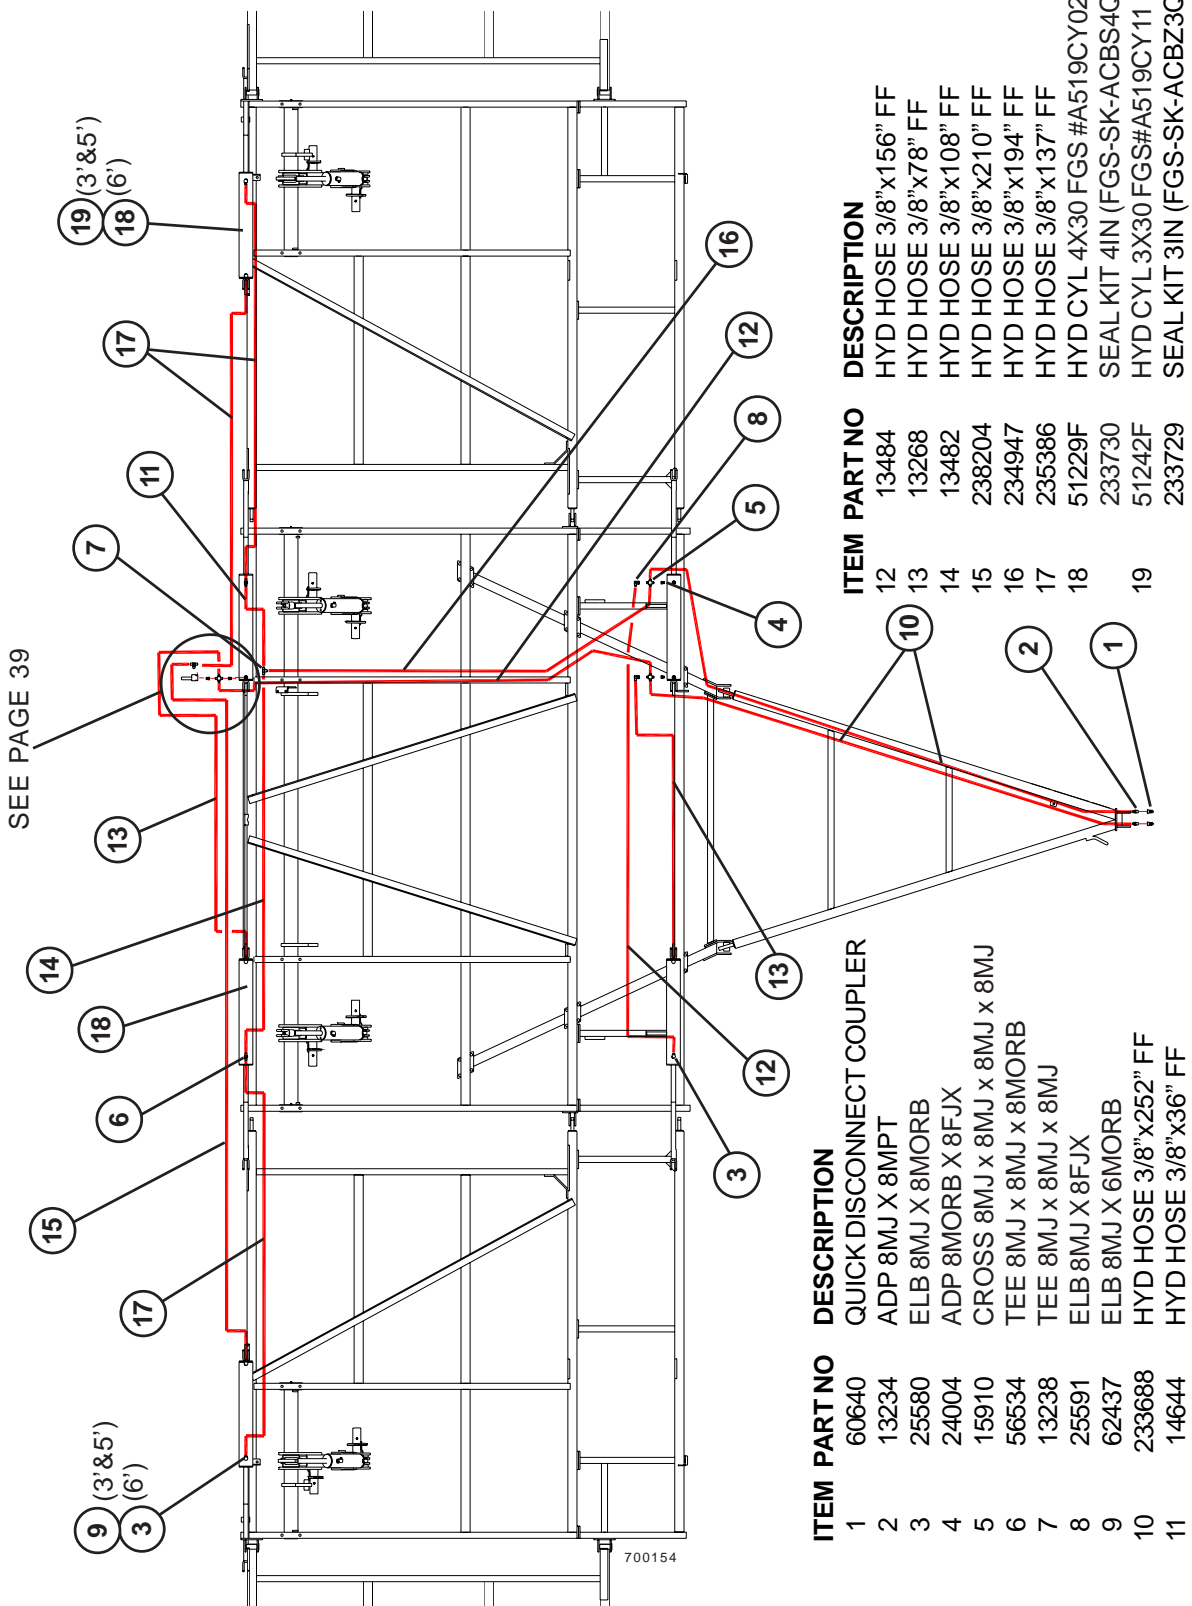 SEE PAGE 39
9 (3'&5')
3 (6')
17
15
6
18
14
13
7
11
17
19 (3'&5')
18 (6')
16
12
8
5
4
10
2
1
13
12
3
700154
ITEM PART NO DESCRIPTION
1 60640 QUICK DISCONNECT COUPLER
2 13234 ADP 8MJ X 8MPT
3 25580 ELB 8MJ X 8MORB
4 24004 ADP 8MORB X 8FJX
5 15910 CROSS 8MJ x 8MJ x 8MJ x 8MJ
6 56534 TEE 8MJ x 8MJ x 8MORB
7 13238 TEE 8MJ x 8MJ x 8MJ
8 25591 ELB 8MJ X 8FJX
9 62437 ELB 8MJ X 6MORB
10 233688 HYD HOSE 3/8"x252" FF
11 14644 HYD HOSE 3/8"x36" FF
ITEM PART NO DESCRIPTION
12 13484 HYD HOSE 3/8"x156" FF
13 13268 HYD HOSE 3/8"x78" FF
14 13482 HYD HOSE 3/8"x108" FF
15 238204 HYD HOSE 3/8"x210" FF
16 234947 HYD HOSE 3/8"x194" FF
17 235386 HYD HOSE 3/8"x137" FF
18 51229F HYD CYL 4X30 FGS #A519CY02
233730 SEAL KIT 4IN (FGS-SK-ACBS4Q
19 51242F HYD CYL 3X30 FGS#A519CY11
233729 SEAL KIT 3IN (FGS-SK-ACBZ3Q